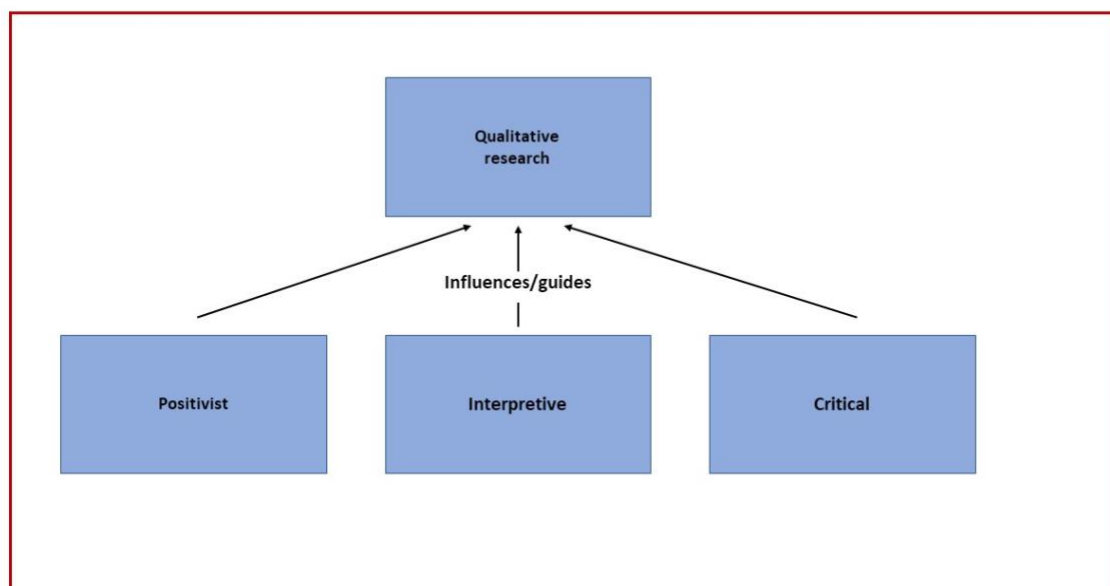 Qualitative
research
Influences/guides
Positivist
Interpretive
Critical